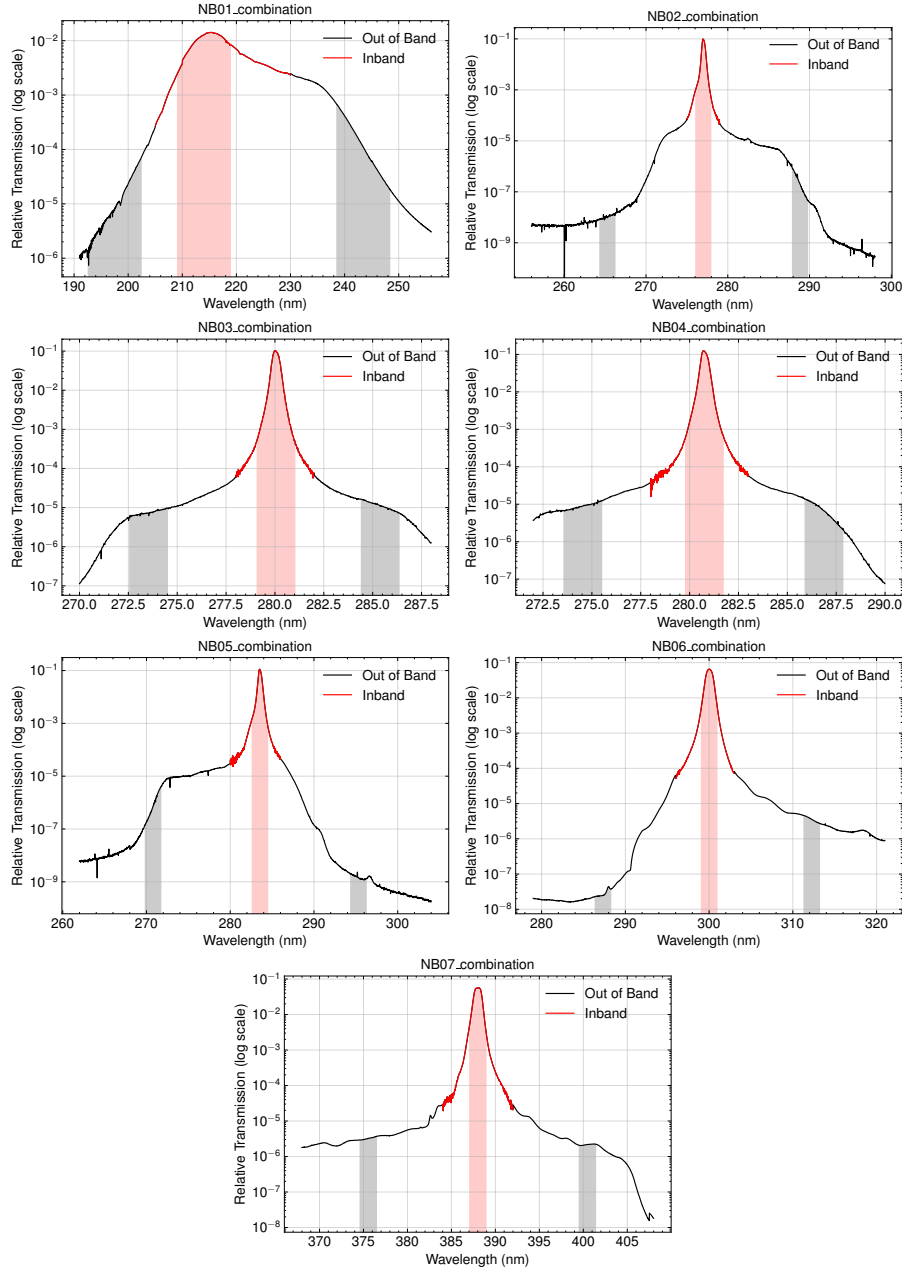 NB01_combination
Relative Transmission (log scale)
10⁻²
10⁻³
10⁻⁴
10⁻⁵
10⁻⁶
Out of Band
Inband
190 200 210 220 230 240 250
Wavelength (nm)
NB02_combination
Relative Transmission (log scale)
10⁻¹
10⁻³
10⁻⁵
10⁻⁷
10⁻⁹
Out of Band
Inband
260 270 280 290 300
Wavelength (nm)
NB03_combination
Relative Transmission (log scale)
10⁻¹
10⁻²
10⁻³
10⁻⁴
10⁻⁵
10⁻⁶
10⁻⁷
Out of Band
Inband
270.0 272.5 275.0 277.5 280.0 282.5 285.0 287.5
Wavelength (nm)
NB04_combination
Relative Transmission (log scale)
10⁻¹
10⁻²
10⁻³
10⁻⁴
10⁻⁵
10⁻⁶
10⁻⁷
Out of Band
Inband
272.5 275.0 277.5 280.0 282.5 285.0 287.5 290.0
Wavelength (nm)
NB05_combination
Relative Transmission (log scale)
10⁻¹
10⁻³
10⁻⁵
10⁻⁷
10⁻⁹
Out of Band
Inband
260 270 280 290 300
Wavelength (nm)
NB06_combination
Relative Transmission (log scale)
10⁻¹
10⁻²
10⁻³
10⁻⁴
10⁻⁵
10⁻⁶
10⁻⁷
10⁻⁸
Out of Band
Inband
280 290 300 310 320
Wavelength (nm)
NB07_combination
Relative Transmission (log scale)
10⁻¹
10⁻²
10⁻³
10⁻⁴
10⁻⁵
10⁻⁶
10⁻⁷
10⁻⁸
Out of Band
Inband
370 375 380 385 390 395 400 405
Wavelength (nm)